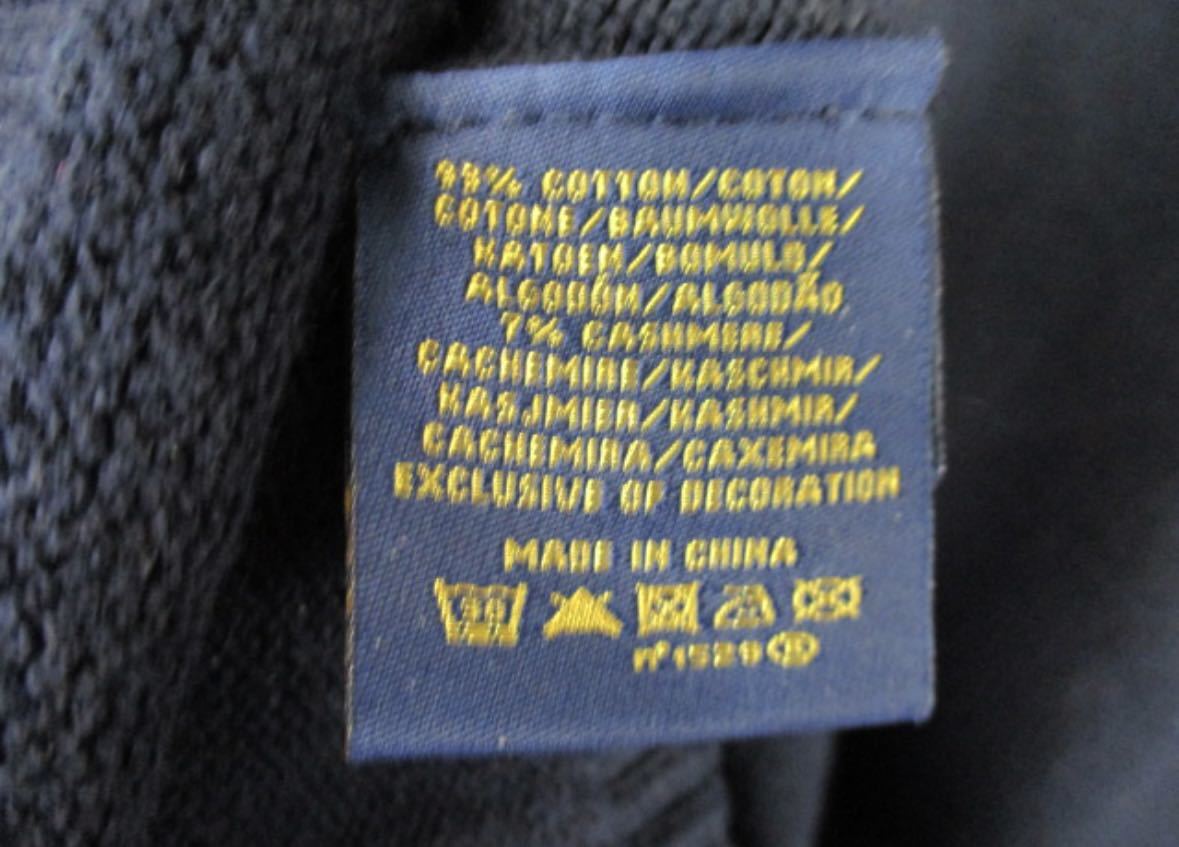 93% COTTON/COTON/
COTONE/BAUMWOLLE/
KATOEN/BOMULD/
ALGODÓN/ALGODÃO
7% CASHMERE/
CACHEMIRE/KASCHMIR/
KASJMIER/KASHMIR/
CACHEMIRA/CAXEMIRA
EXCLUSIVE OF DECORATION
MADE IN CHINA
30
nº1529